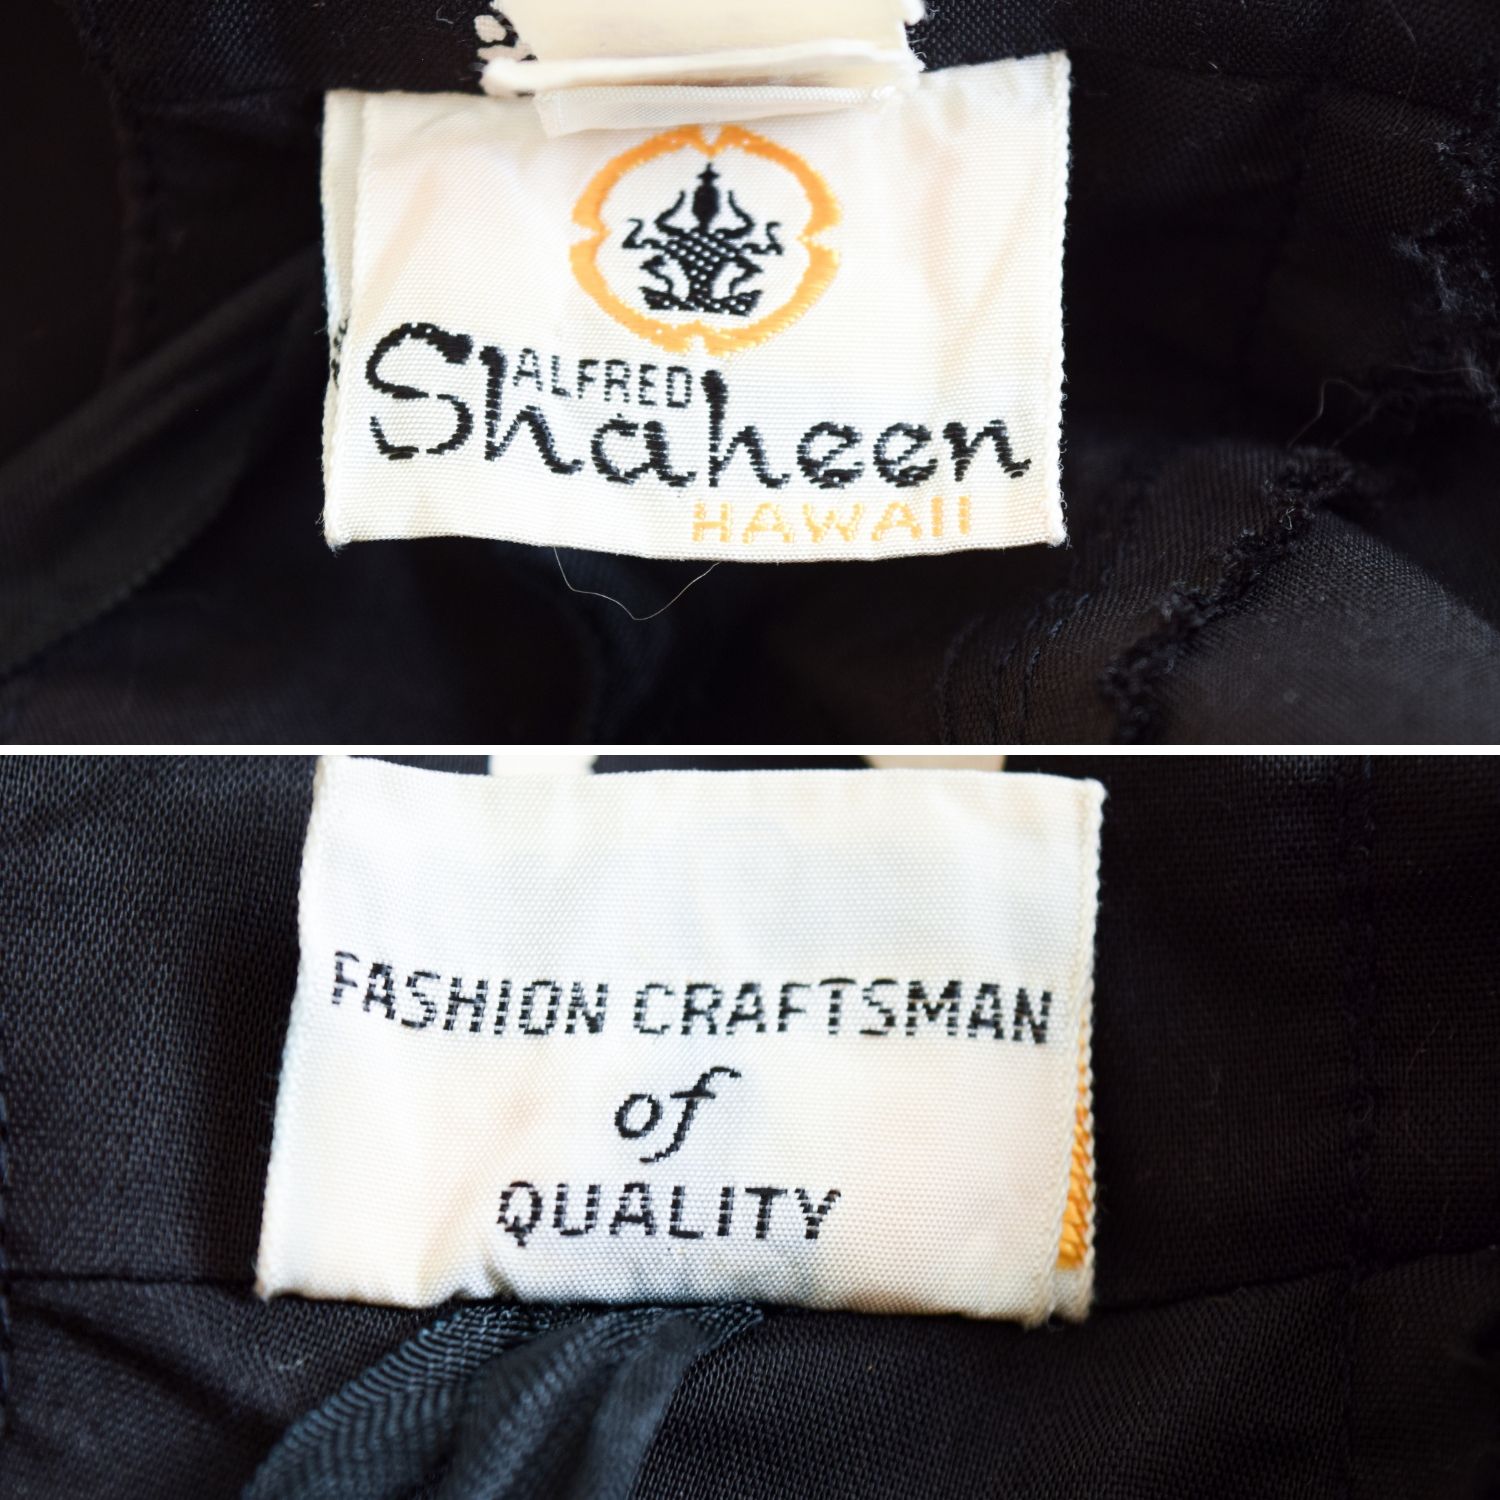 ALFRED
Shaheen
HAWAII
FASHION CRAFTSMAN
of
QUALITY